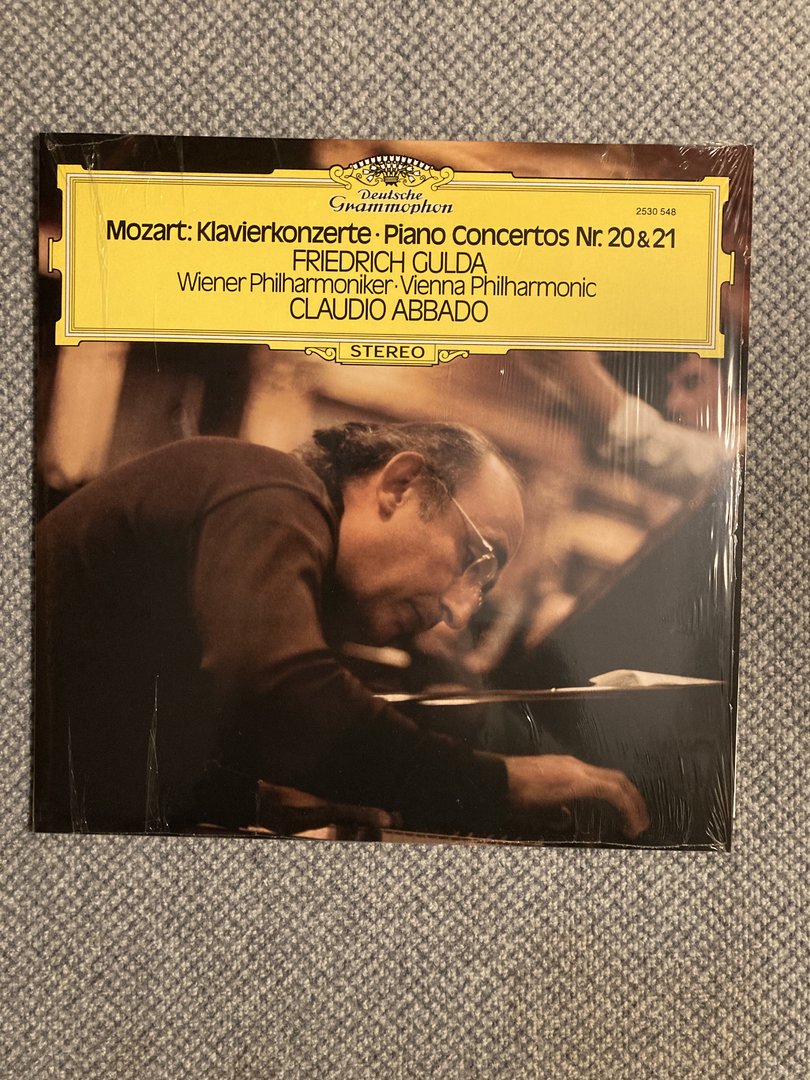 Deutsche
Grammophon
2530 548
Mozart: Klavierkonzerte · Piano Concertos Nr. 20 & 21
FRIEDRICH GULDA
Wiener Philharmoniker · Vienna Philharmonic
CLAUDIO ABBADO
STEREO